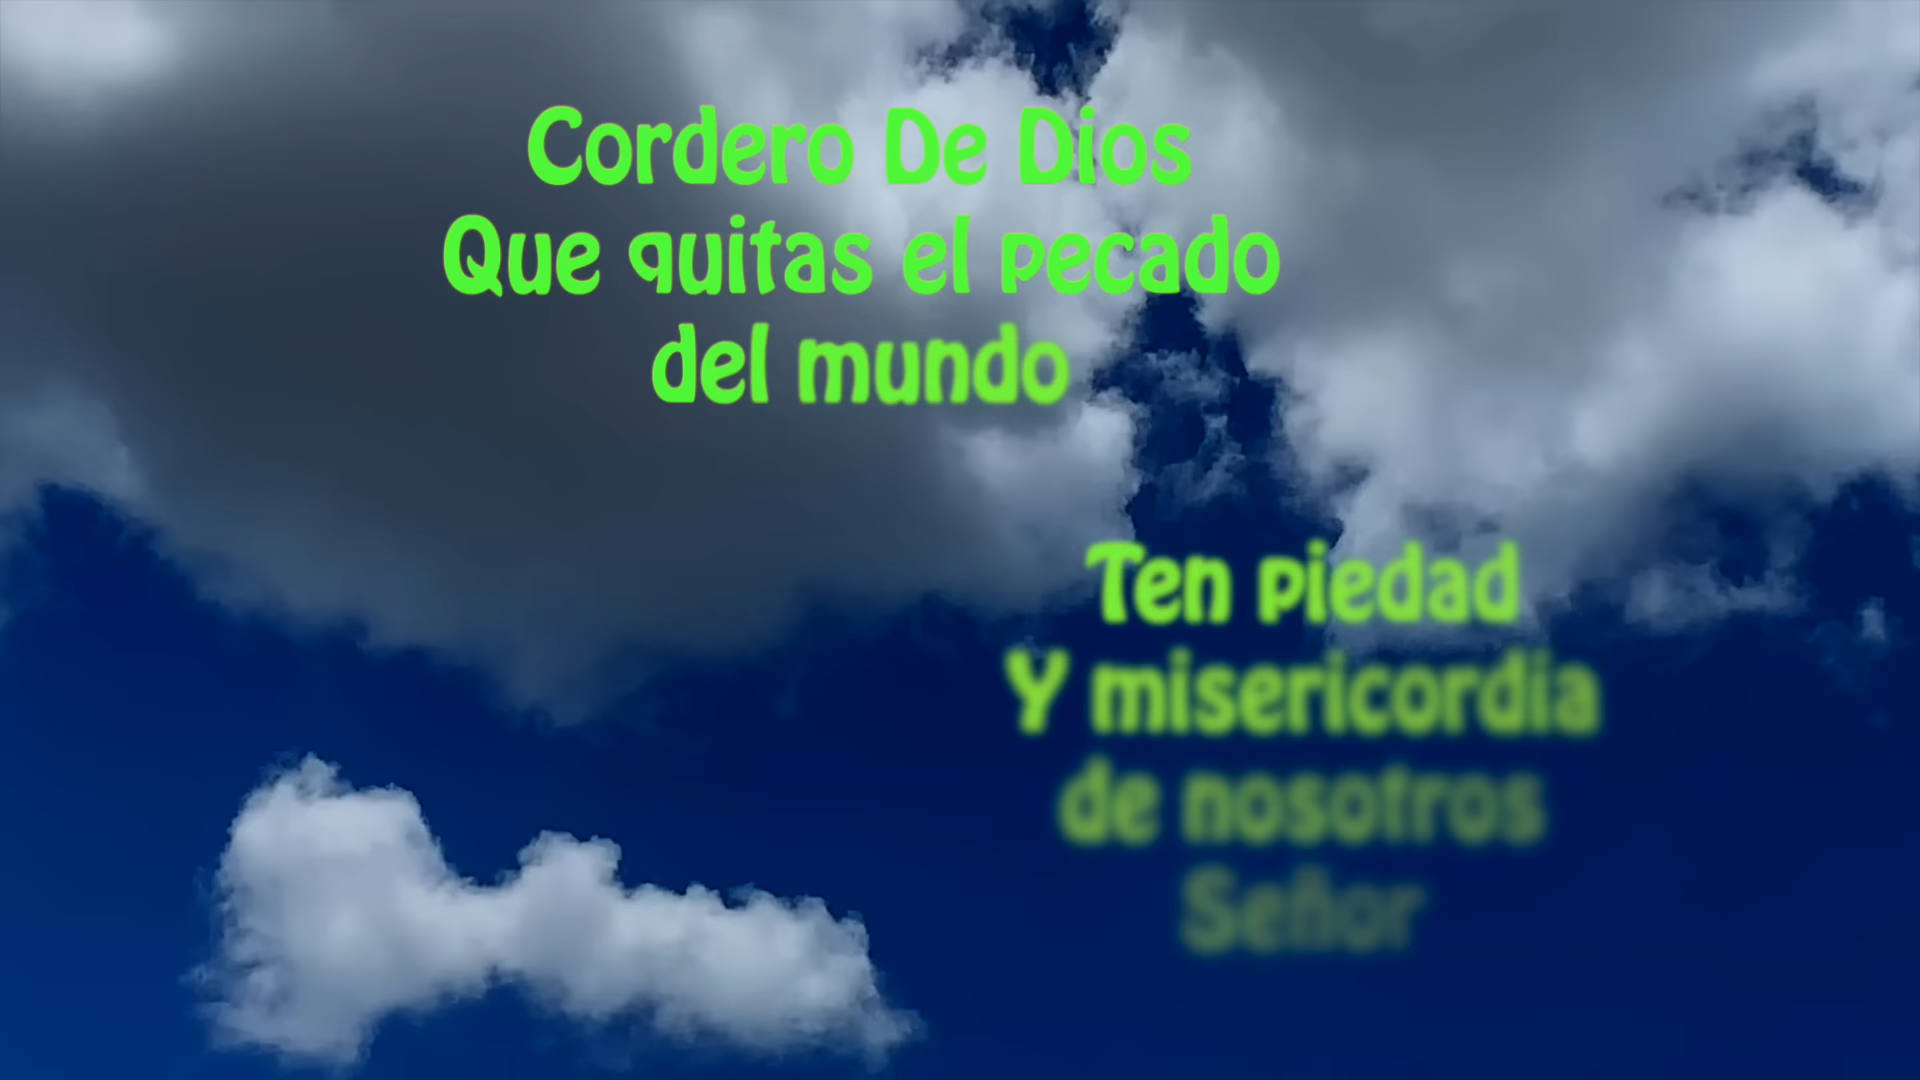 Cordero De Dios
Que quitas el pecado
del mundo
Ten piedad
Y misericordia
de nosotros
Señor